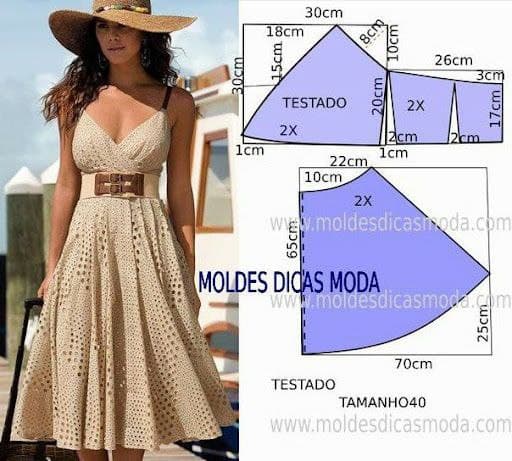 30cm
18cm
8cm
10cm
30cm
15cm
26cm
3cm
TESTADO
20cm
2X
17cm
2X
2cm
2cm
1cm
1cm
22cm
10cm
2X
www.moldesdicasmoda.com
65cm
MOLDES DICAS MODA
www.moldesdicasmoda.com
25cm
70cm
TESTADO
TAMANHO40
www.moldesdicasmoda.com